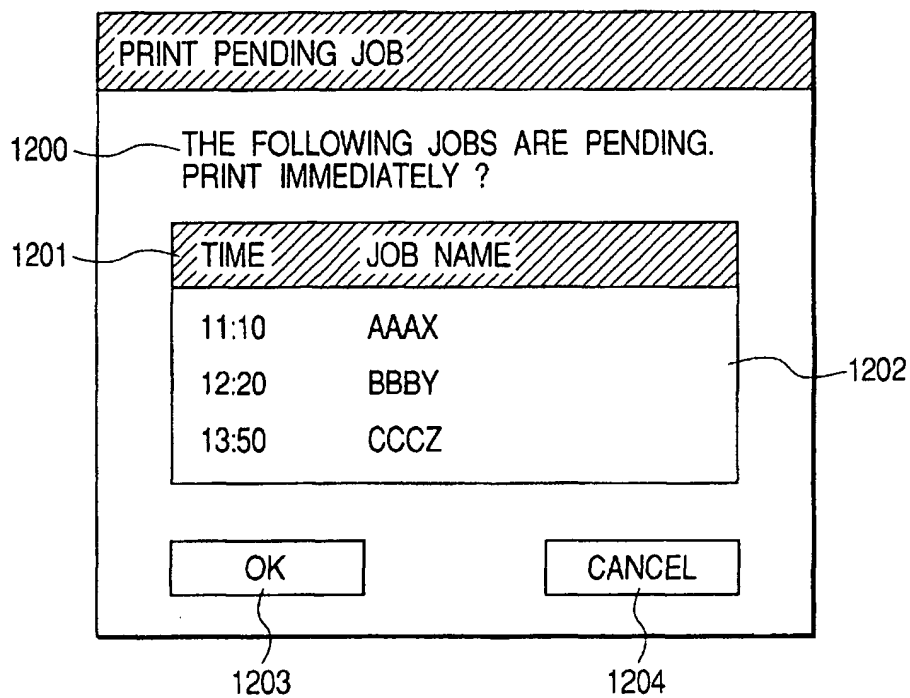 PRINT PENDING JOB
1200
THE FOLLOWING JOBS ARE PENDING.
PRINT IMMEDIATELY ?
1201
TIME JOB NAME
11:10 AAAX
1202
12:20 BBBY
13:50 CCCZ
OK CANCEL
1203 1204